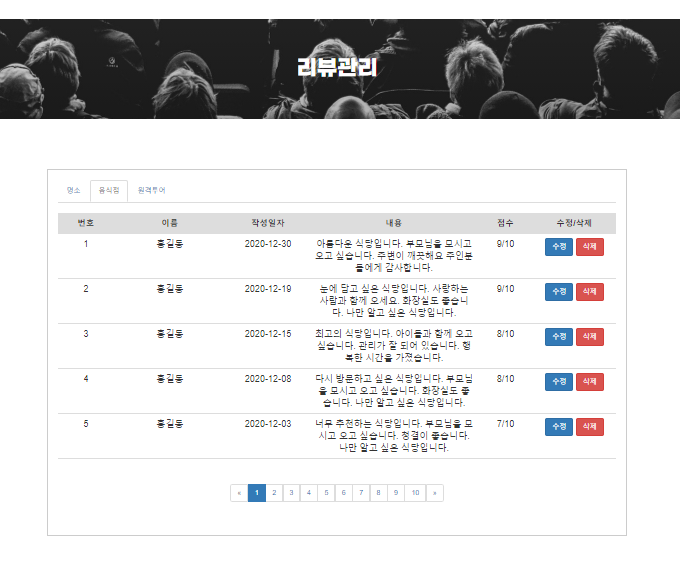 리뷰관리
명소 음식점 원격투어
번호 이름 작성일자 내용 점수 수정/삭제
1 홍길동 2020-12-30 아름다운 식당입니다. 부모님을 모시고 9/10 수정 삭제
오고 싶습니다. 주변이 깨끗해요 주인분
들에게 감사합니다.
2 홍길동 2020-12-19 눈에 담고 싶은 식당입니다. 사랑하는 9/10 수정 삭제
사람과 함께 오세요. 화장실도 좋습니
다. 나만 알고 싶은 식당입니다.
3 홍길동 2020-12-15 최고의 식당입니다. 아이들과 함께 오고 8/10 수정 삭제
싶습니다. 관리가 잘 되어 있습니다. 행
복한 시간을 가졌습니다.
4 홍길동 2020-12-08 다시 방문하고 싶은 식당입니다. 부모님 8/10 수정 삭제
을 모시고 오고 싶습니다. 화장실도 좋
습니다. 나만 알고 싶은 식당입니다.
5 홍길동 2020-12-03 너무 추천하는 식당입니다. 부모님을 모 7/10 수정 삭제
시고 오고 싶습니다. 청결이 좋습니다.
나만 알고 싶은 식당입니다.
« 1 2 3 4 5 6 7 8 9 10 »